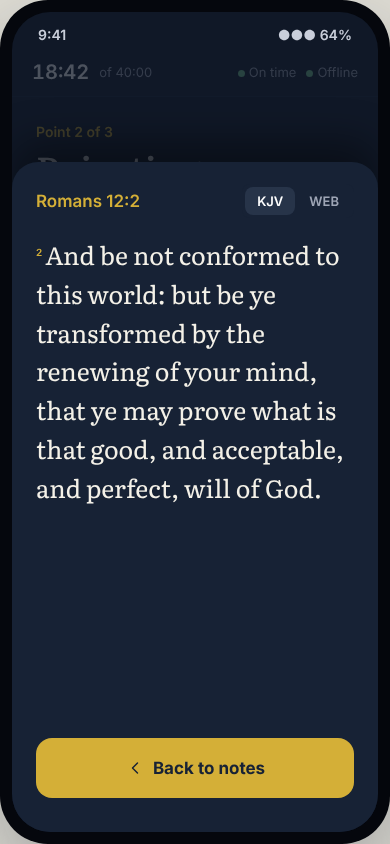 9:41 64%
18:42 of 40:00 On time Offline
Point 2 of 3
Romans 12:2 KJV WEB
2 And be not conformed to
this world: but be ye
transformed by the
renewing of your mind,
that ye may prove what is
that good, and acceptable,
and perfect, will of God.
Back to notes